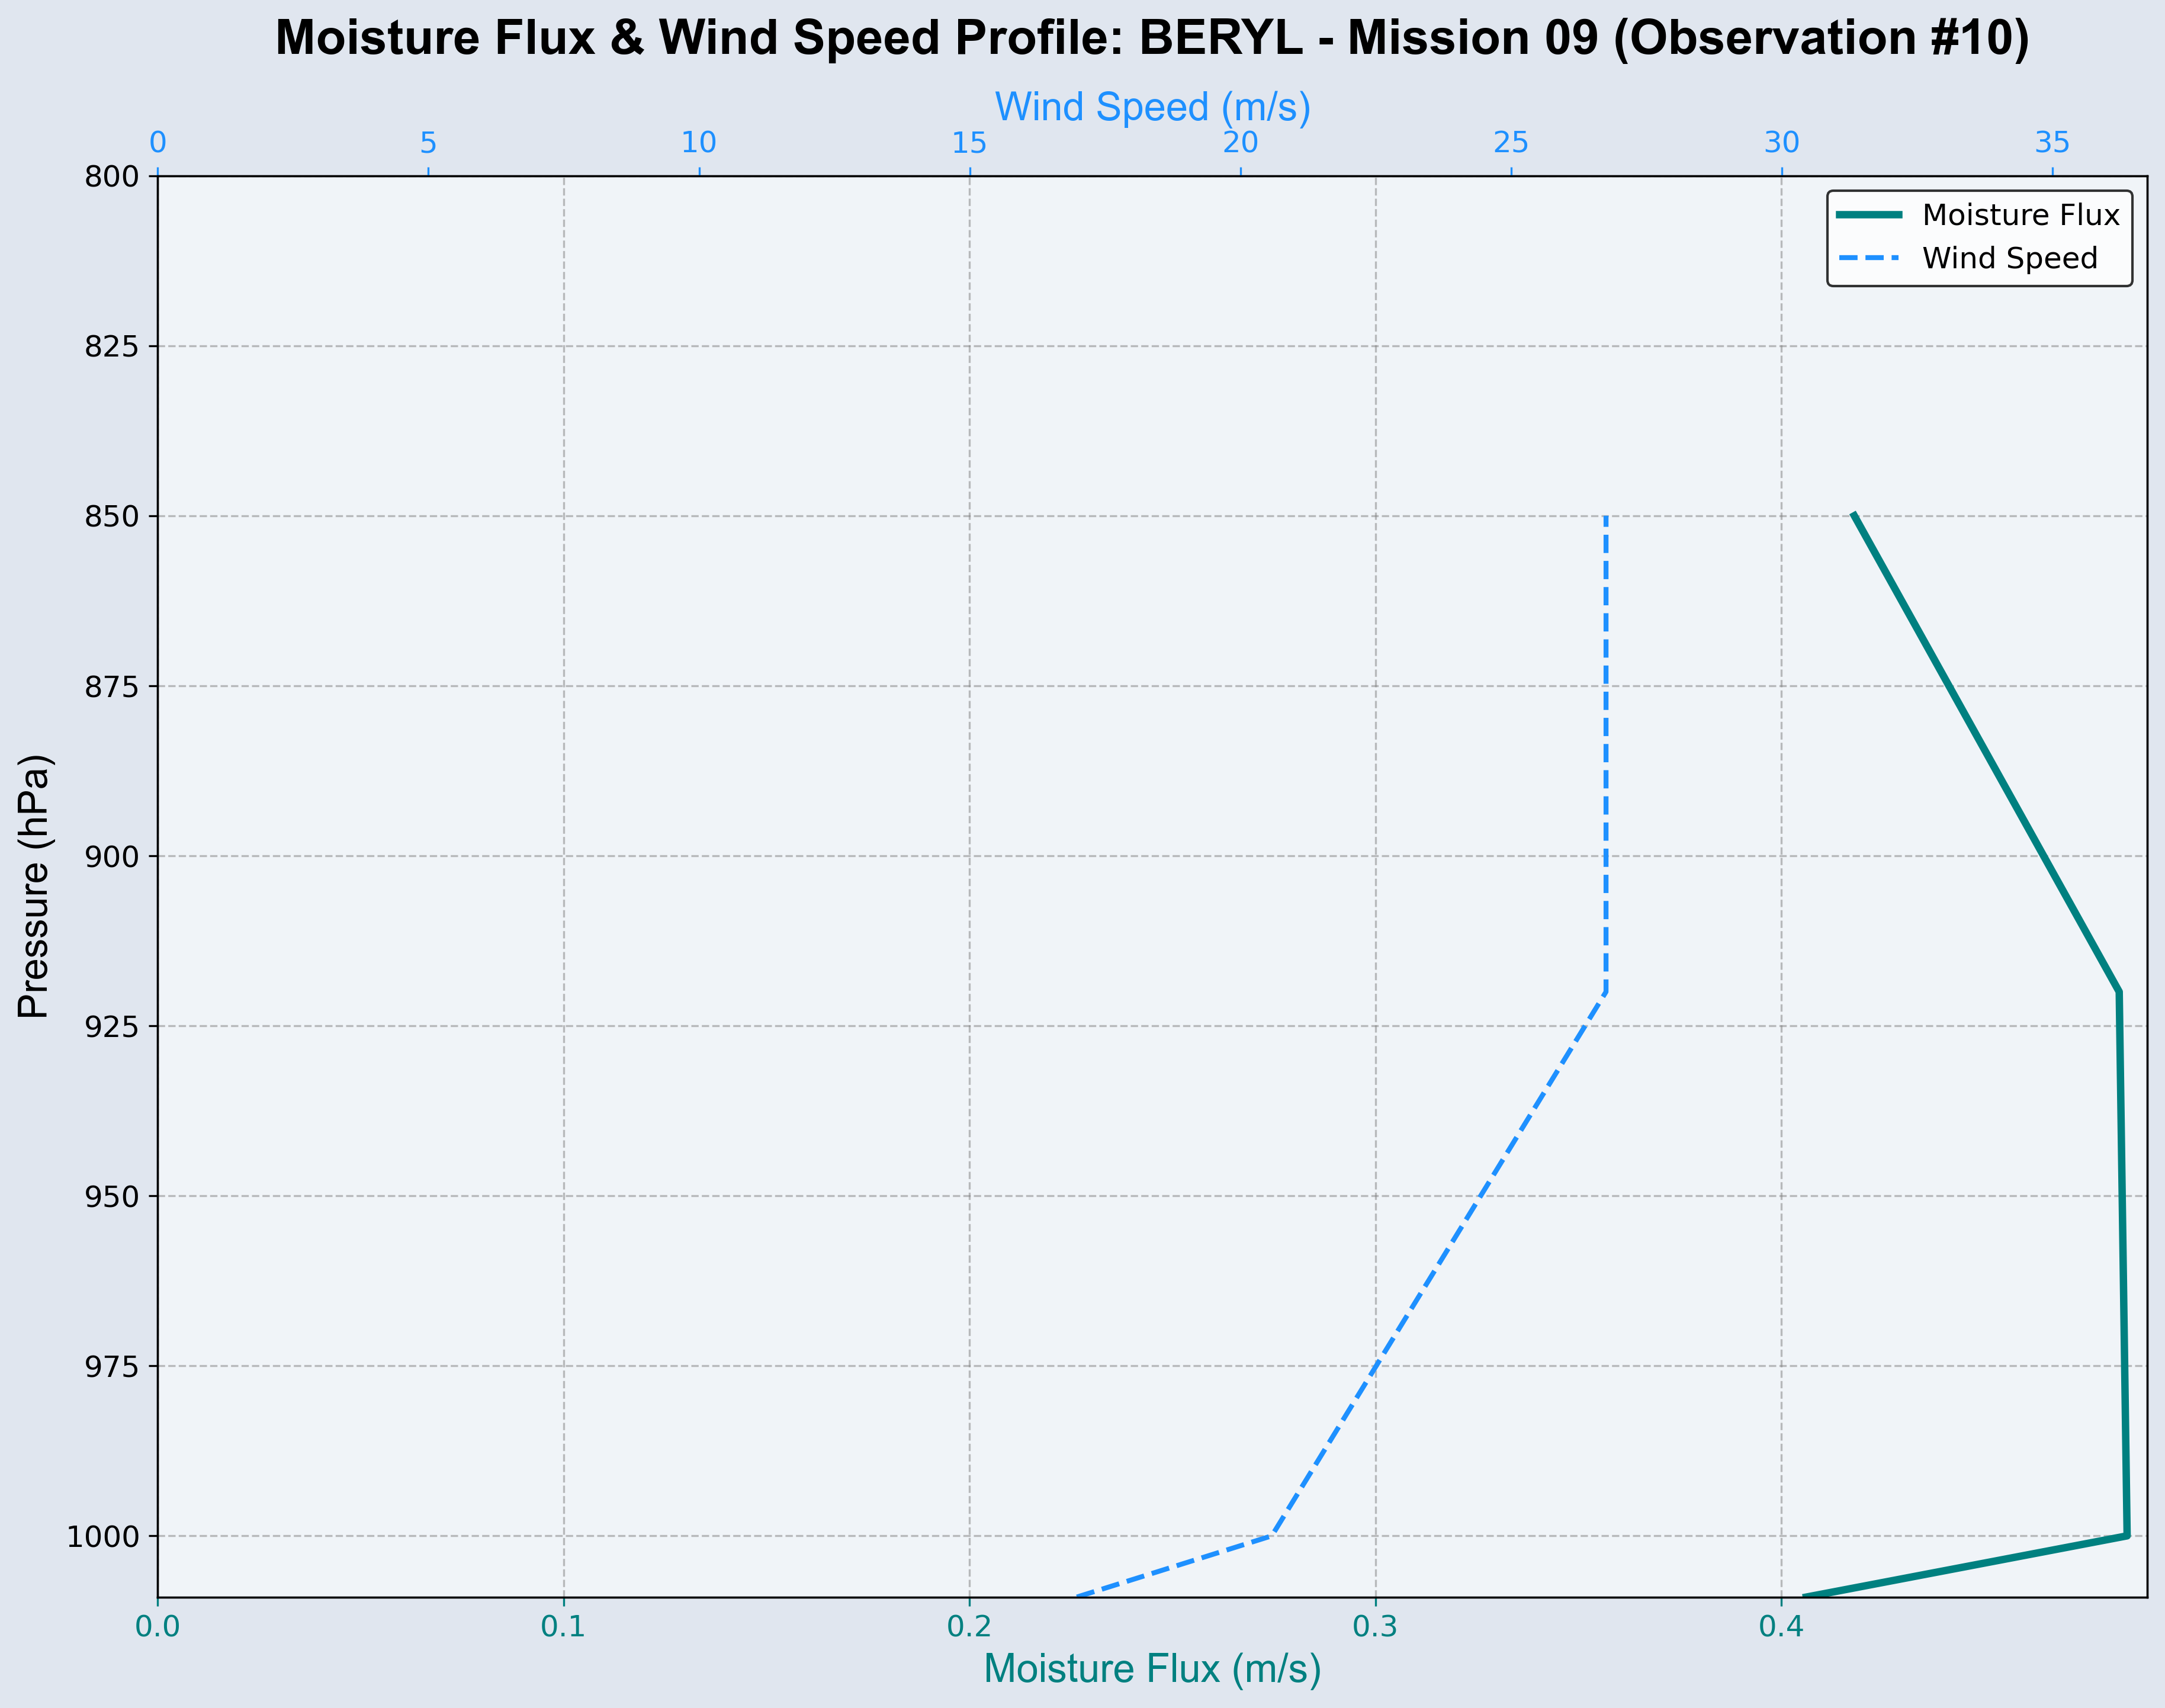 Moisture Flux & Wind Speed Profile: BERYL - Mission 09 (Observation #10)
Wind Speed (m/s)
0 5 10 15 20 25 30 35
Moisture Flux
Wind Speed
800
825
850
875
900
925
950
975
1000
Pressure (hPa)
0.0 0.1 0.2 0.3 0.4
Moisture Flux (m/s)